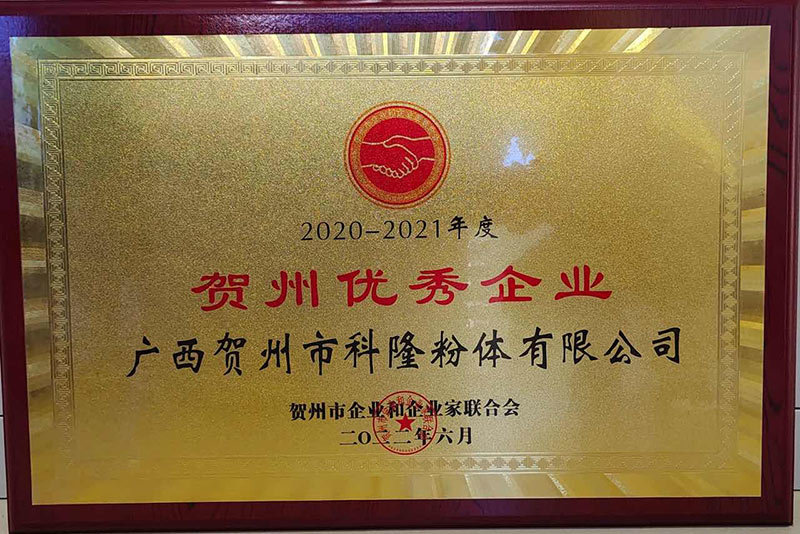 2020-2021年度
贺州优秀企业
广西贺州市科隆粉体有限公司
贺州市企业和企业家联合会
二〇二二年六月